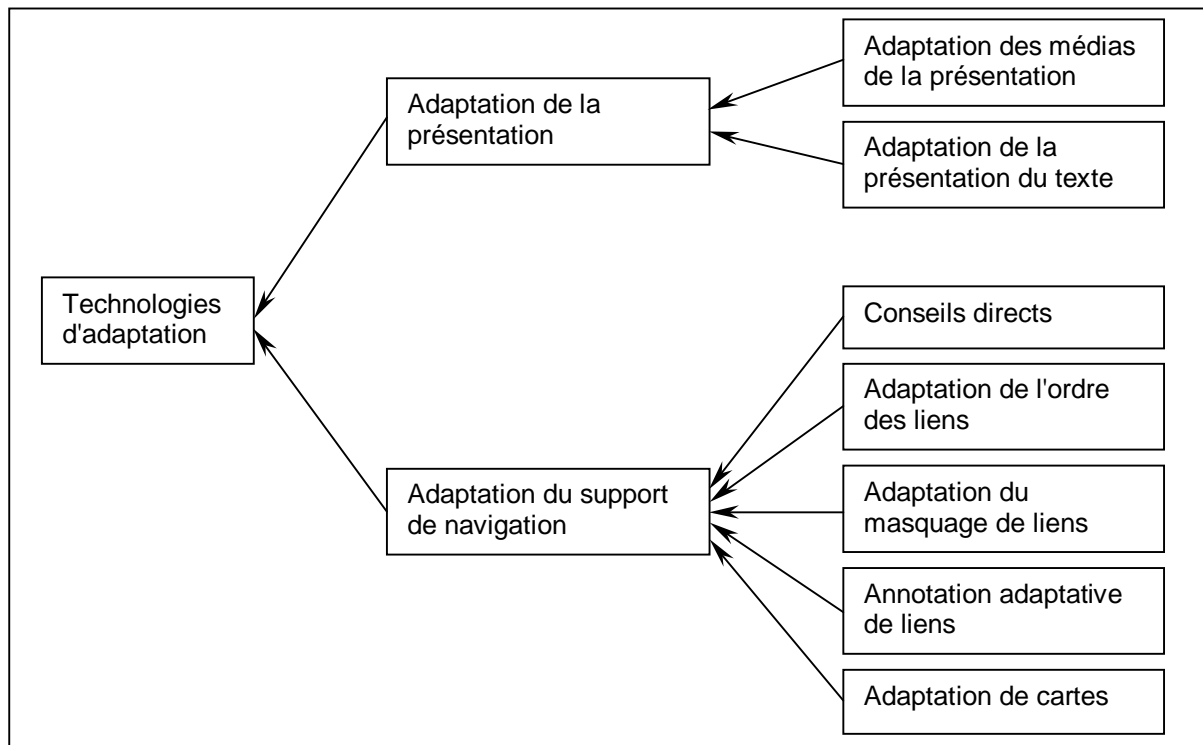 Technologies
d'adaptation
Adaptation de la
présentation
Adaptation des médias
de la présentation
Adaptation de la
présentation du texte
Adaptation du support
de navigation
Conseils directs
Adaptation de l'ordre
des liens
Adaptation du
masquage de liens
Annotation adaptative
de liens
Adaptation de cartes